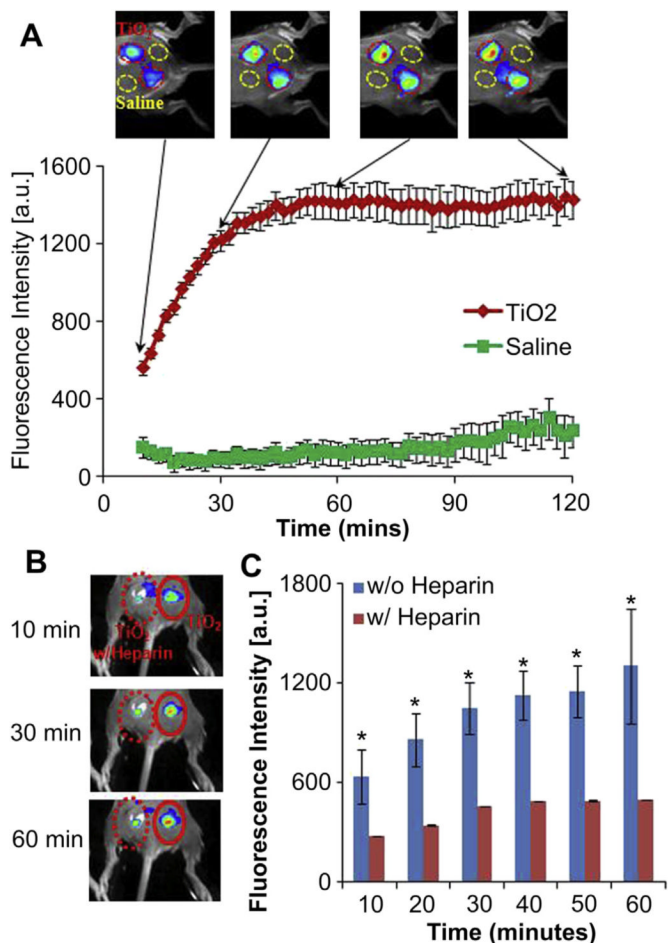 A
TiO2
Saline
Fluorescence Intensity [a.u.]
1600
1200
800
400
0
TiO2
Saline
0 30 60 90 120
Time (mins)
B
10 min
TiO2
w/Heparin
TiO2
30 min
60 min
C
Fluorescence Intensity [a.u.]
1800
1200
600
0
w/o Heparin
w/ Heparin
* * * * * *
10 20 30 40 50 60
Time (minutes)